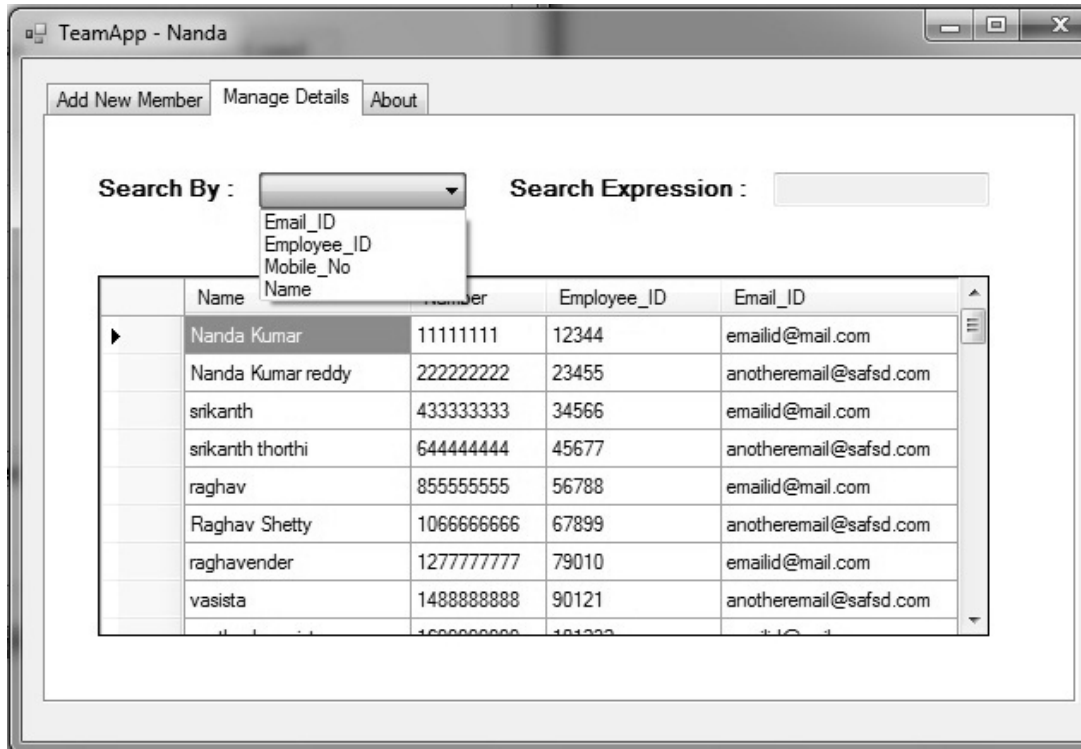 TeamApp - Nanda
Add New Member Manage Details About
Search By : Search Expression :
Email_ID
Employee_ID
Mobile_No
Name
Name Employee_ID Email_ID
Nanda Kumar 11111111 12344 emailid@mail.com
Nanda Kumar reddy 222222222 23455 anotheremail@safsd.com
srikanth 433333333 34566 emailid@mail.com
srikanth thorthi 644444444 45677 anotheremail@safsd.com
raghav 855555555 56788 emailid@mail.com
Raghav Shetty 1066666666 67899 anotheremail@safsd.com
raghavender 1277777777 79010 emailid@mail.com
vasista 1488888888 90121 anotheremail@safsd.com